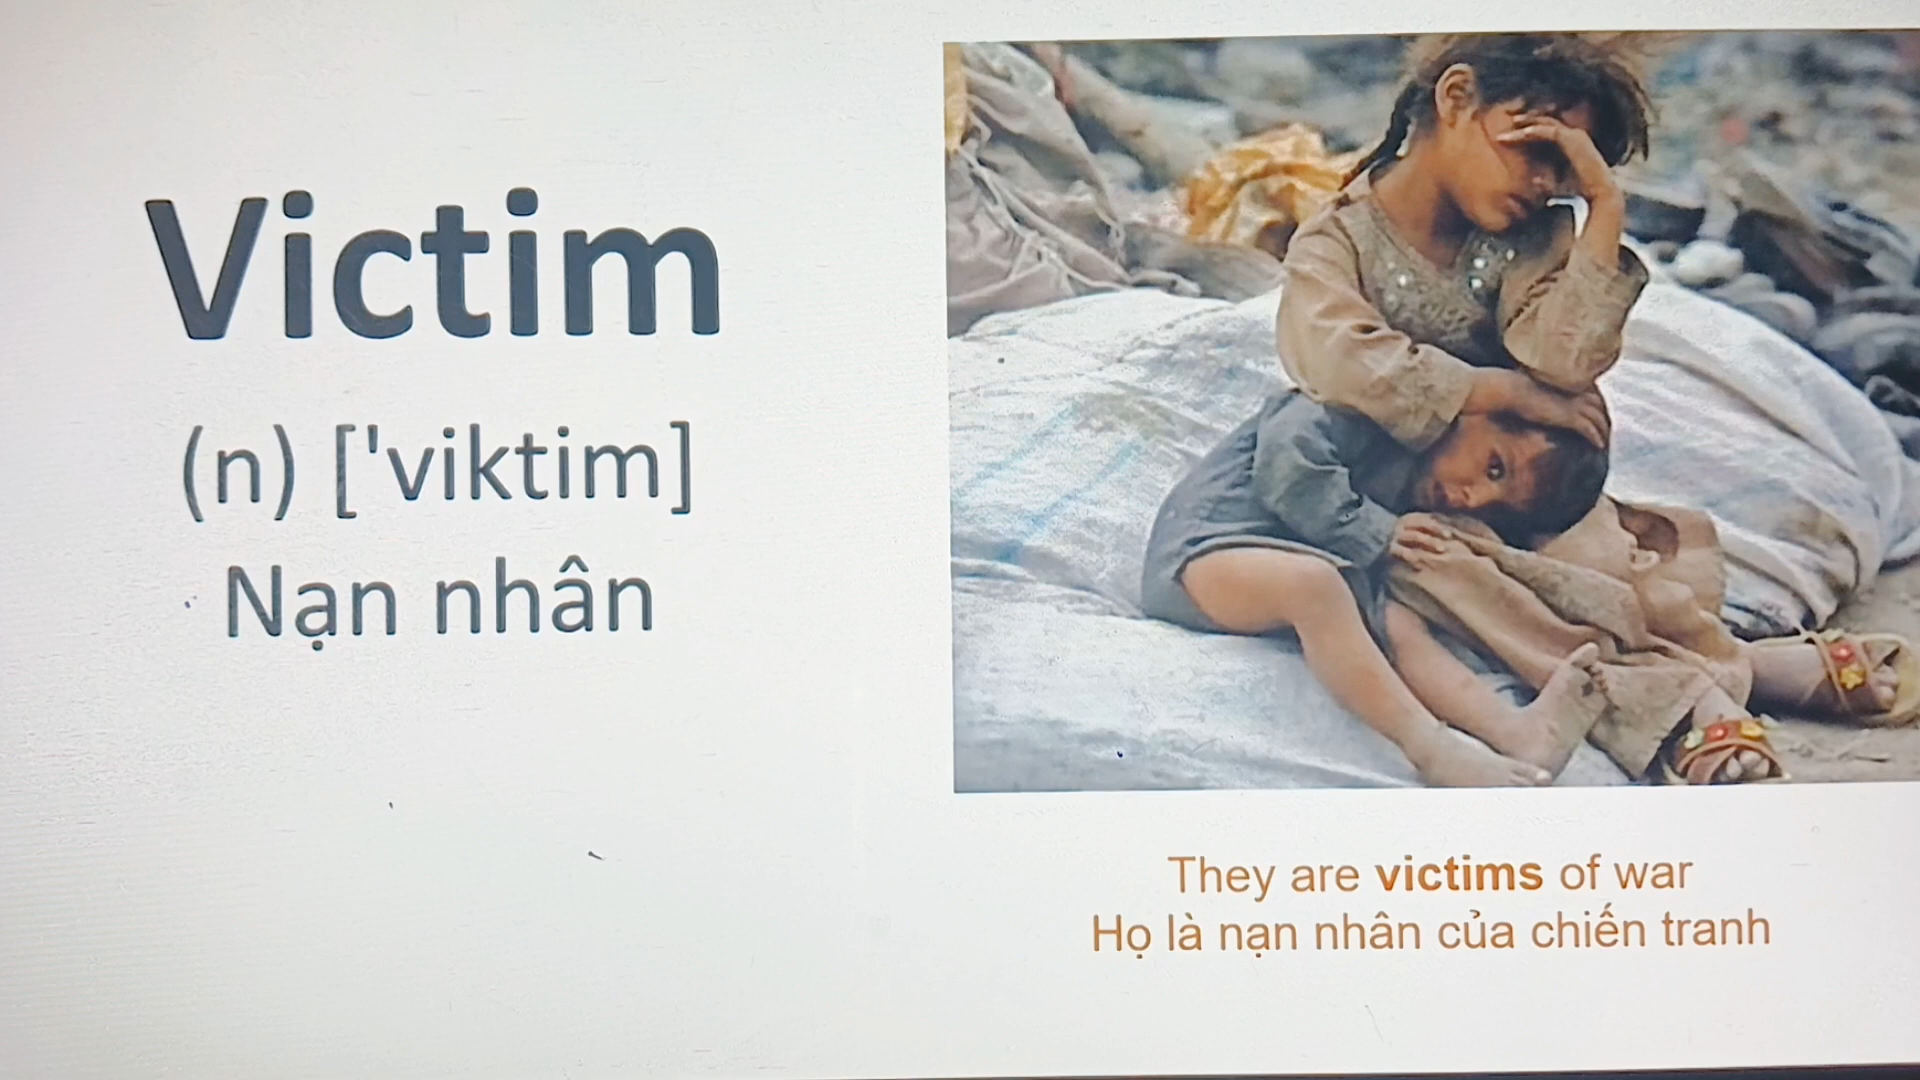 Victim
(n) ['viktim]
Nạn nhân
They are victims of war
Họ là nạn nhân của chiến tranh